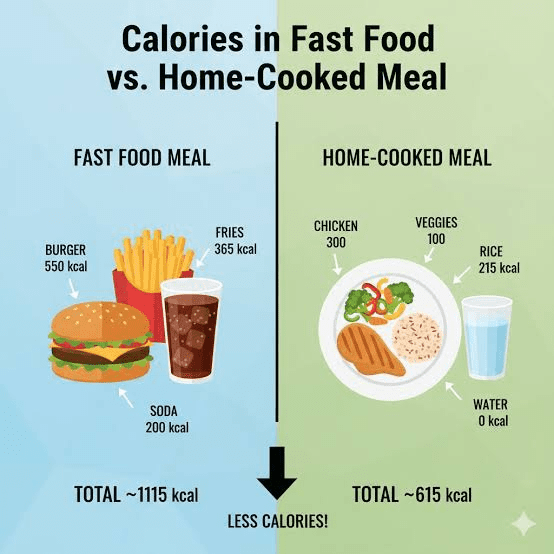 Calories in Fast Food
vs. Home-Cooked Meal
FAST FOOD MEAL
BURGER
550 kcal
FRIES
365 kcal
SODA
200 kcal
TOTAL ~1115 kcal
HOME-COOKED MEAL
CHICKEN
300
VEGGIES
100
RICE
215 kcal
WATER
0 kcal
TOTAL ~615 kcal
LESS CALORIES!